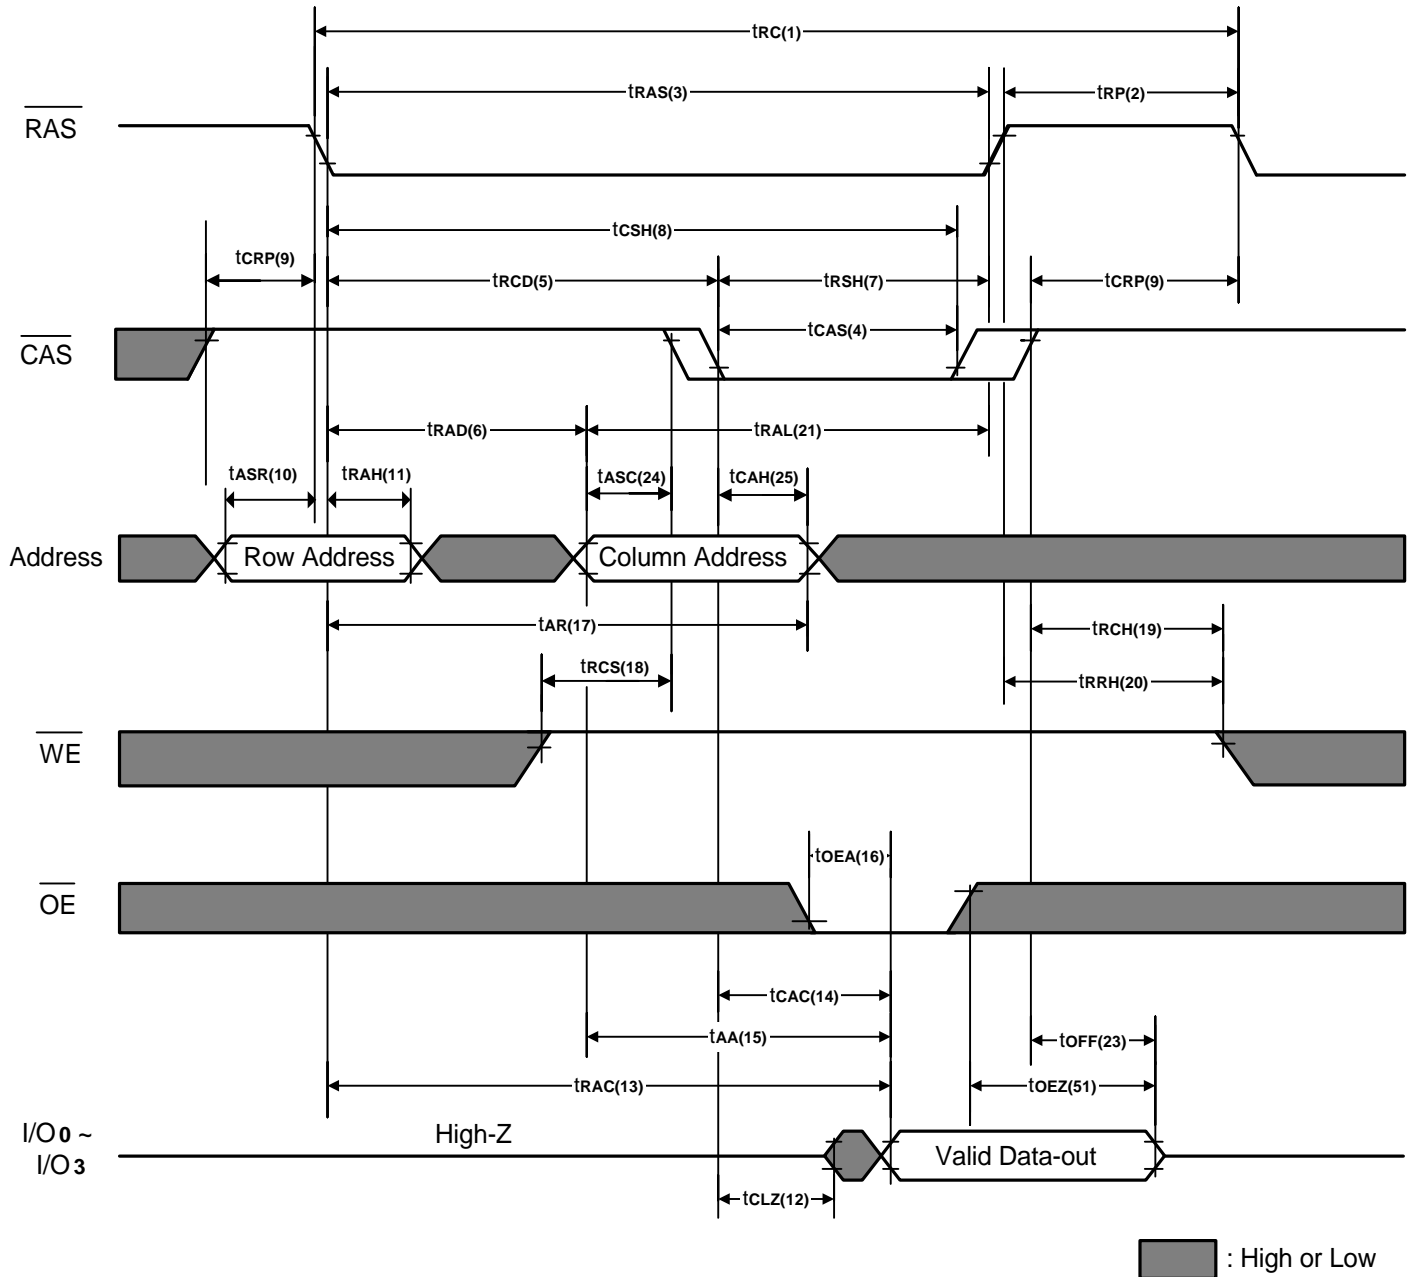 tRC(1)
tRAS(3)
tRP(2)
RAS
tCSH(8)
tCRP(9)
tRCD(5)
tRSH(7)
tCRP(9)
tCAS(4)
CAS
tRAD(6)
tRAL(21)
tASR(10)
tRAH(11)
tASC(24)
tCAH(25)
Address
Row Address
Column Address
tAR(17)
tRCH(19)
tRCS(18)
tRRH(20)
WE
tOEA(16)
OE
tCAC(14)
tAA(15)
tOFF(23)
tRAC(13)
tOEZ(51)
I/O0 ~
I/O3
High-Z
Valid Data-out
tCLZ(12)
: High or Low